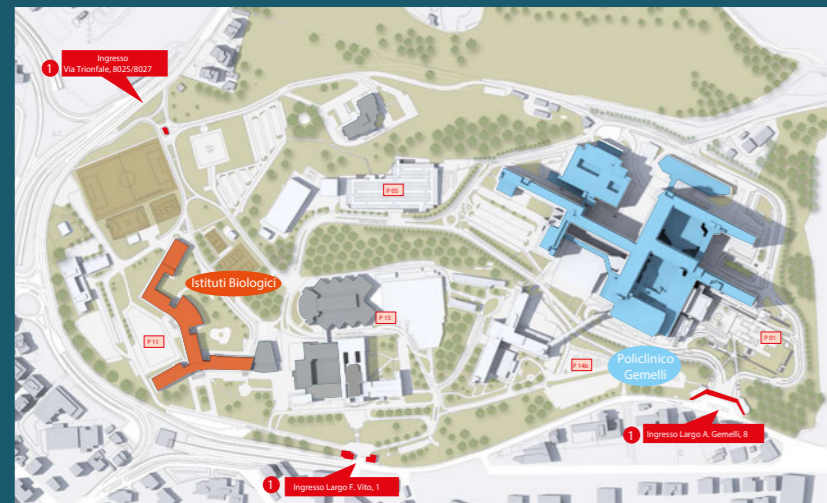 Ingresso
1
Via Trionfale, 8025/8027
P 05
Istituti Biologici
P 15
P 11
P 01
Policlinico
Gemelli
P 14b
1
Ingresso Largo A. Gemelli, 8
1
Ingresso Largo F. Vito, 1